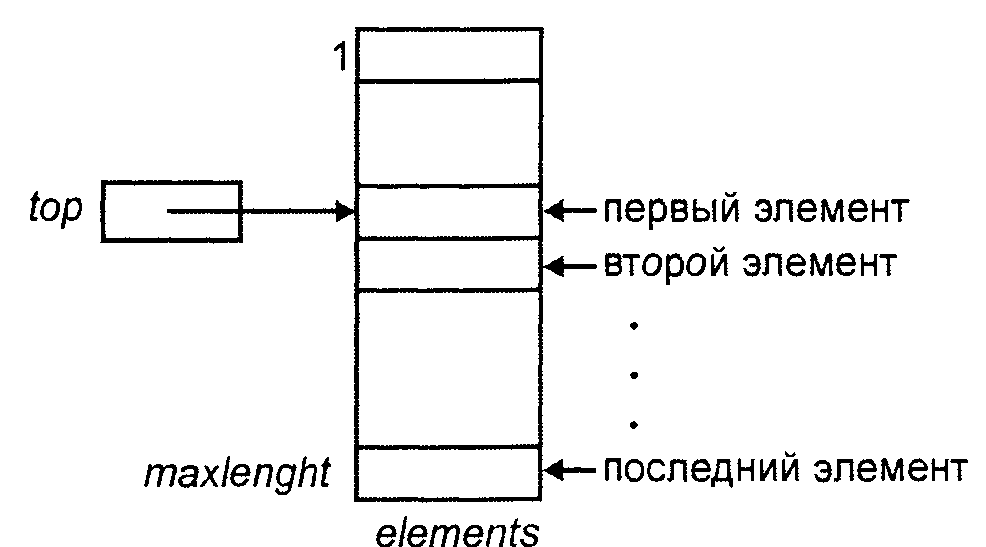 1
top
первый элемент
второй элемент
.
.
.
maxlenght
последний элемент
elements